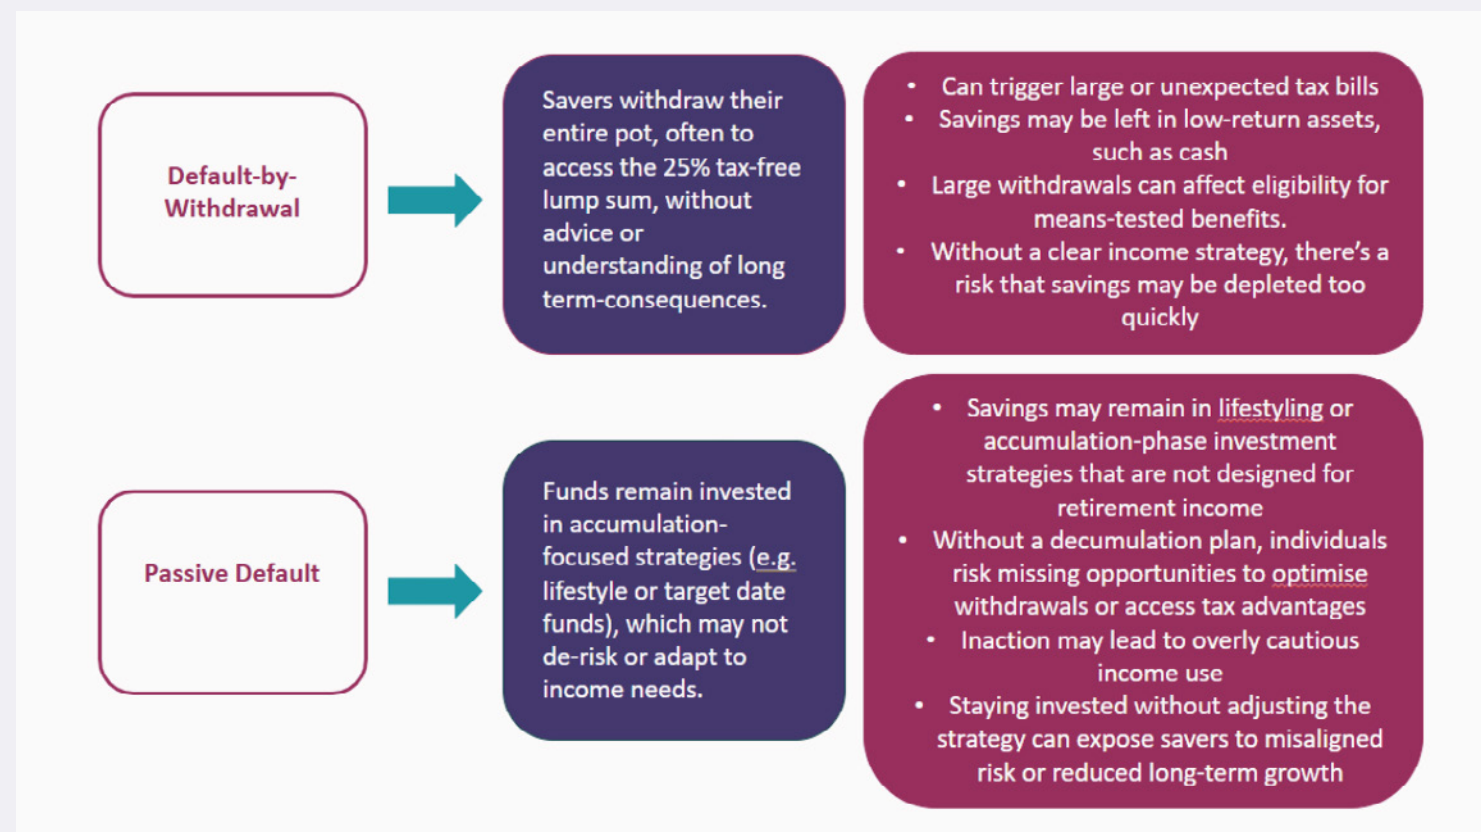 Default-by-
Withdrawal
Savers withdraw their
entire pot, often to
access the 25% tax-free
lump sum, without
advice or
understanding of long
term-consequences.
• Can trigger large or unexpected tax bills
• Savings may be left in low-return assets,
such as cash
• Large withdrawals can affect eligibility for
means-tested benefits.
• Without a clear income strategy, there’s a
risk that savings may be depleted too
quickly
Passive Default
Funds remain invested
in accumulation-
focused strategies (e.g.
lifestyle or target date
funds), which may not
de-risk or adapt to
income needs.
• Savings may remain in lifestyling or
accumulation-phase investment
strategies that are not designed for
retirement income
• Without a decumulation plan, individuals
risk missing opportunities to optimise
withdrawals or access tax advantages
• Inaction may lead to overly cautious
income use
• Staying invested without adjusting the
strategy can expose savers to misaligned
risk or reduced long-term growth